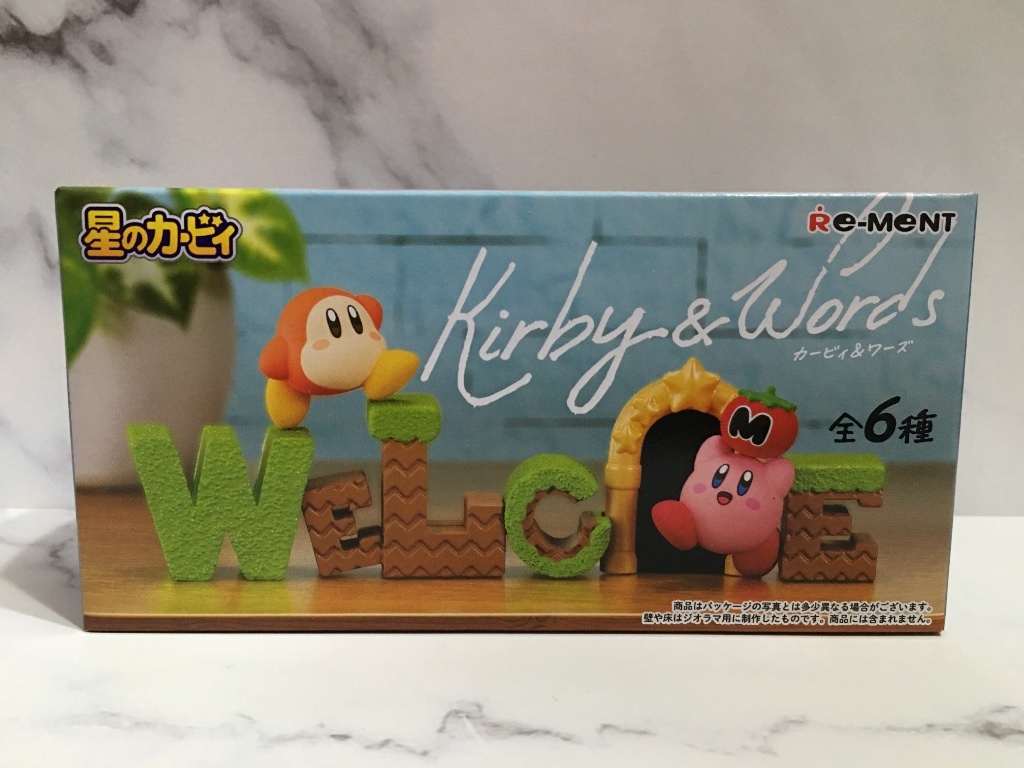 星のカービィ
Re-MeNT
Kirby & Words
カービィ&ワーズ
全6種
WELCOME
M
商品はパッケージの写真とは多少異なる場合がございます。
壁や床はジオラマ用に制作したものです。商品には含まれません。